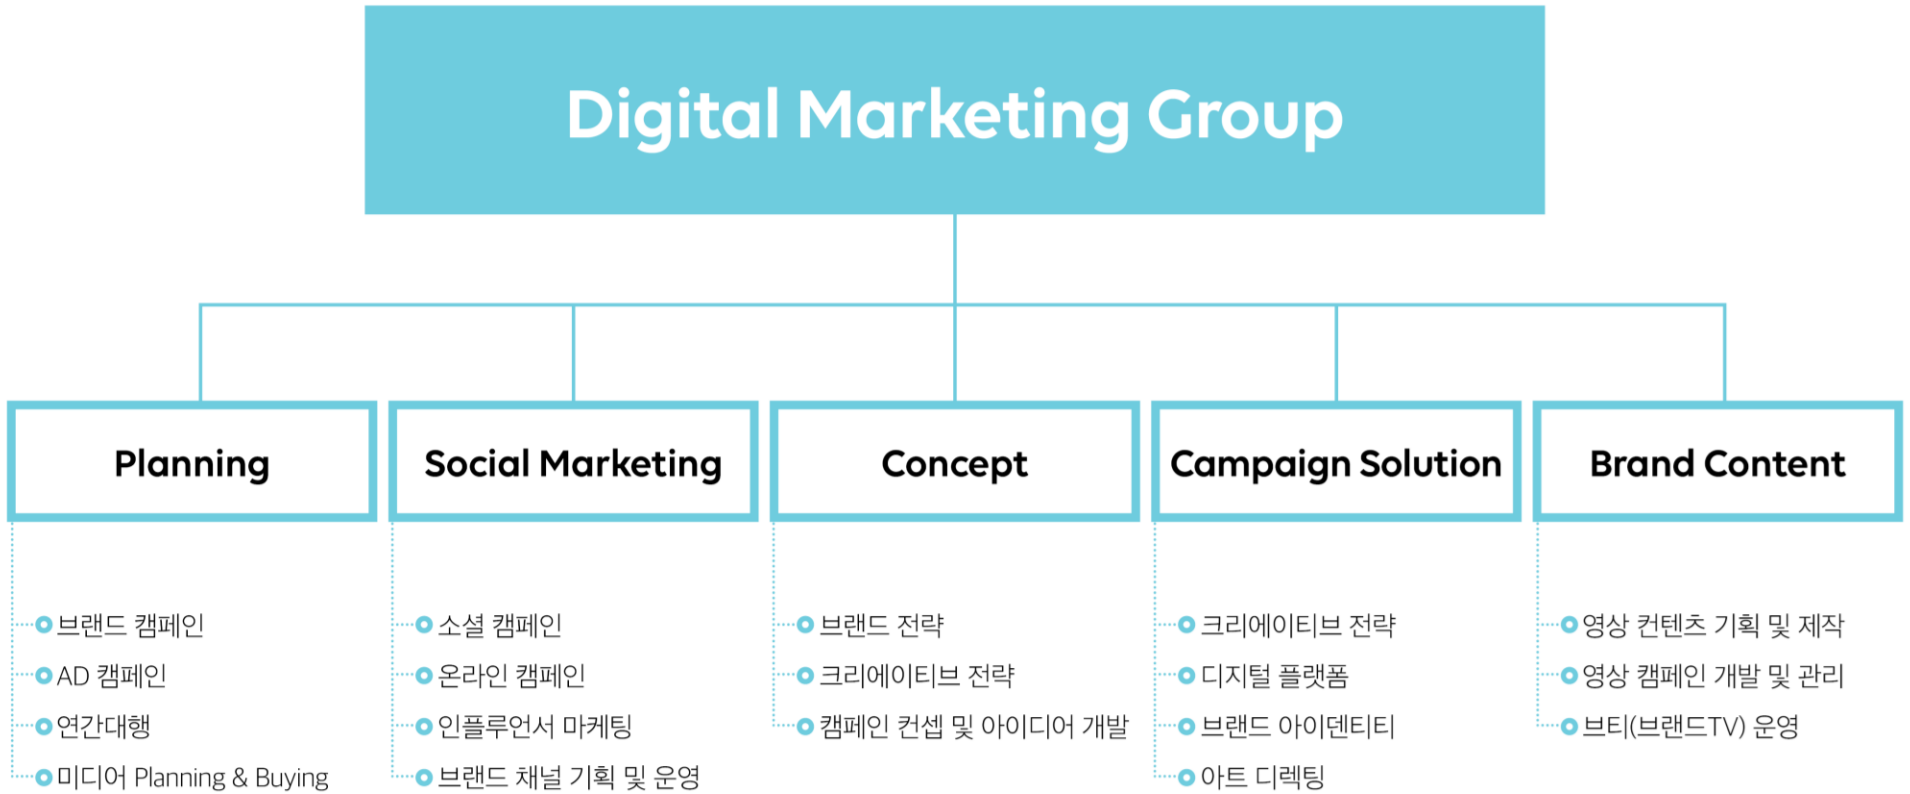 Digital Marketing Group
Planning
브랜드 캠페인
AD 캠페인
연간대행
미디어 Planning & Buying
Social Marketing
소셜 캠페인
온라인 캠페인
인플루언서 마케팅
브랜드 채널 기획 및 운영
Concept
브랜드 전략
크리에이티브 전략
캠페인 컨셉 및 아이디어 개발
Campaign Solution
크리에이티브 전략
디지털 플랫폼
브랜드 아이덴티티
아트 디렉팅
Brand Content
영상 컨텐츠 기획 및 제작
영상 캠페인 개발 및 관리
브티(브랜드TV) 운영